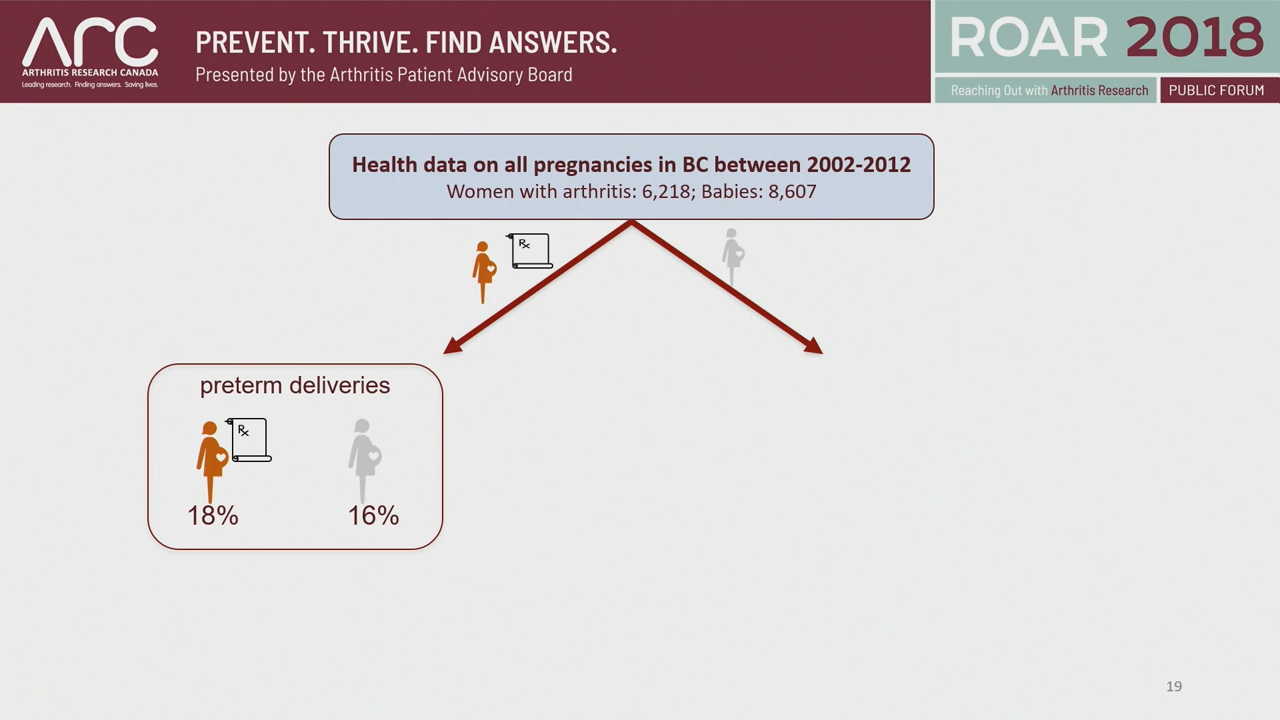 ARC
ARTHRITIS RESEARCH CANADA
Leading research. Finding answers. Saving lives.
PREVENT. THRIVE. FIND ANSWERS.
Presented by the Arthritis Patient Advisory Board
ROAR 2018
Reaching Out with Arthritis Research
PUBLIC FORUM
Health data on all pregnancies in BC between 2002-2012
Women with arthritis: 6,218; Babies: 8,607
Rx
preterm deliveries
Rx
18% 16%
19